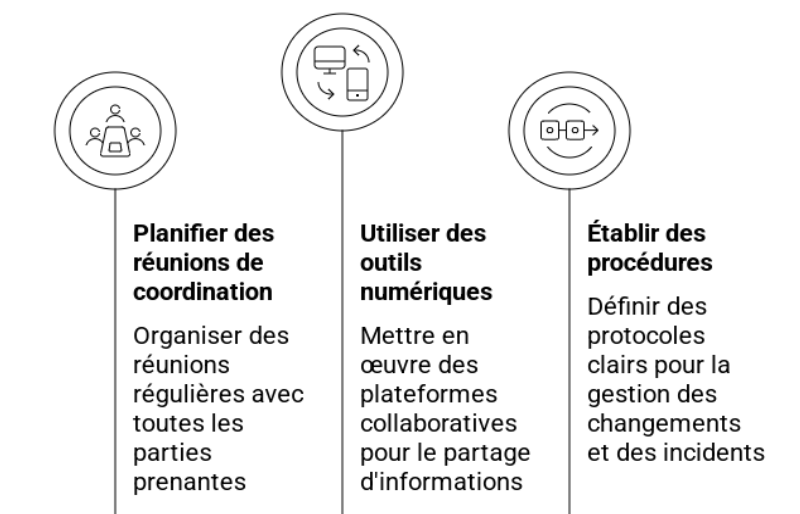 Planifier des
réunions de
coordination
Organiser des
réunions
régulières avec
toutes les
parties
prenantes
Utiliser des
outils
numériques
Mettre en
œuvre des
plateformes
collaboratives
pour le partage
d'informations
Établir des
procédures
Définir des
protocoles
clairs pour la
gestion des
changements
et des incidents